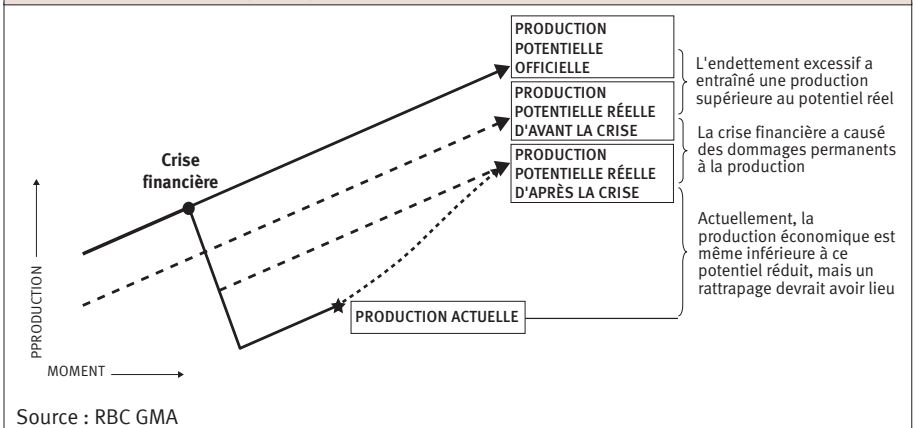 PRODUCTION
POTENTIELLE
OFFICIELLE
L'endettement excessif a
entraîné une production
supérieure au potentiel réel
PRODUCTION
POTENTIELLE RÉELLE
D'AVANT LA CRISE
La crise financière a causé
des dommages permanents
à la production
Crise
financière
PRODUCTION
POTENTIELLE RÉELLE
D'APRÈS LA CRISE
Actuellement, la
production économique est
même inférieure à ce
potentiel réduit, mais un
rattrapage devrait avoir lieu
PRODUCTION ACTUELLE
PPRODUCTION
MOMENT
Source : RBC GMA